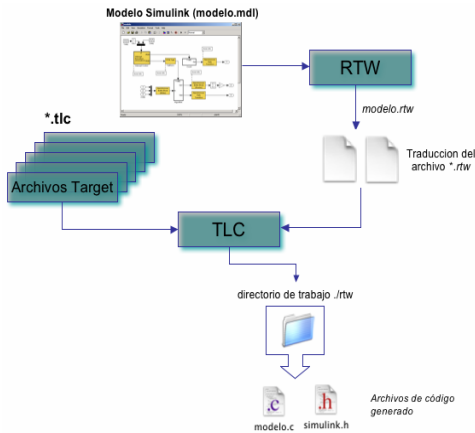 Modelo Simulink (modelo.mdl)
RTW
modelo.rtw
*.tlc
Traduccion del
archivo *.rtw
Archivos Target
TLC
directorio de trabajo ./rtw
.c
.h
modelo.c
simulink.h
Archivos de código
generado